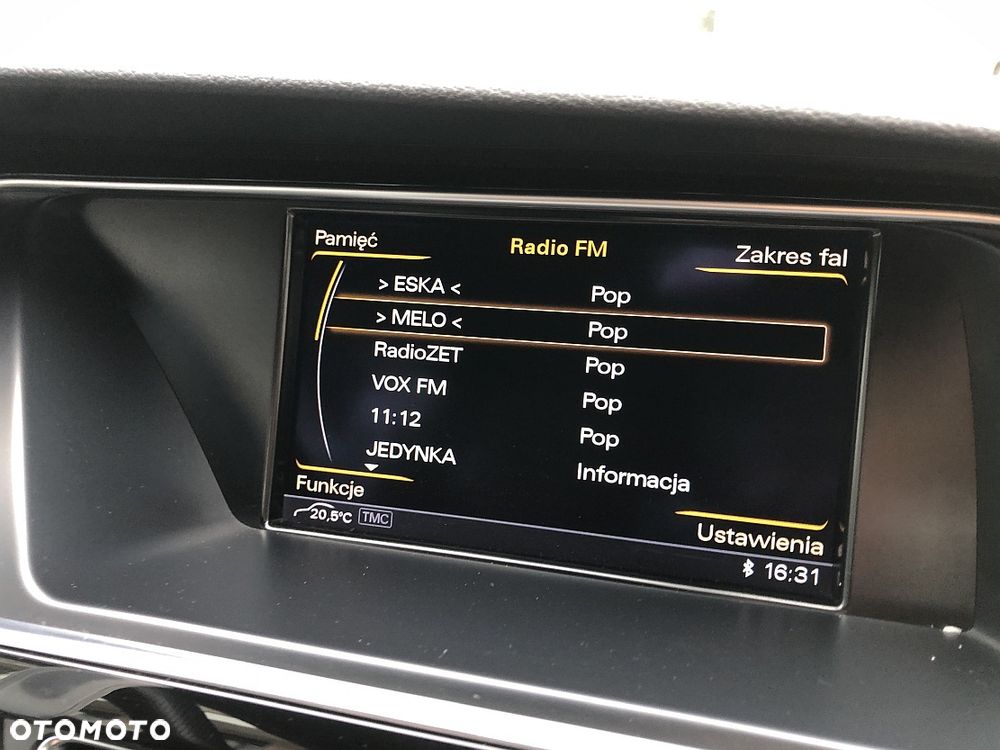 Pamięć Radio FM Zakres fal
> ESKA < Pop
> MELO < Pop
RadioZET Pop
VOX FM Pop
11:12 Pop
JEDYNKA Informacja
Funkcje Ustawienia
20,5°C TMC 16:31
OTOMOTO